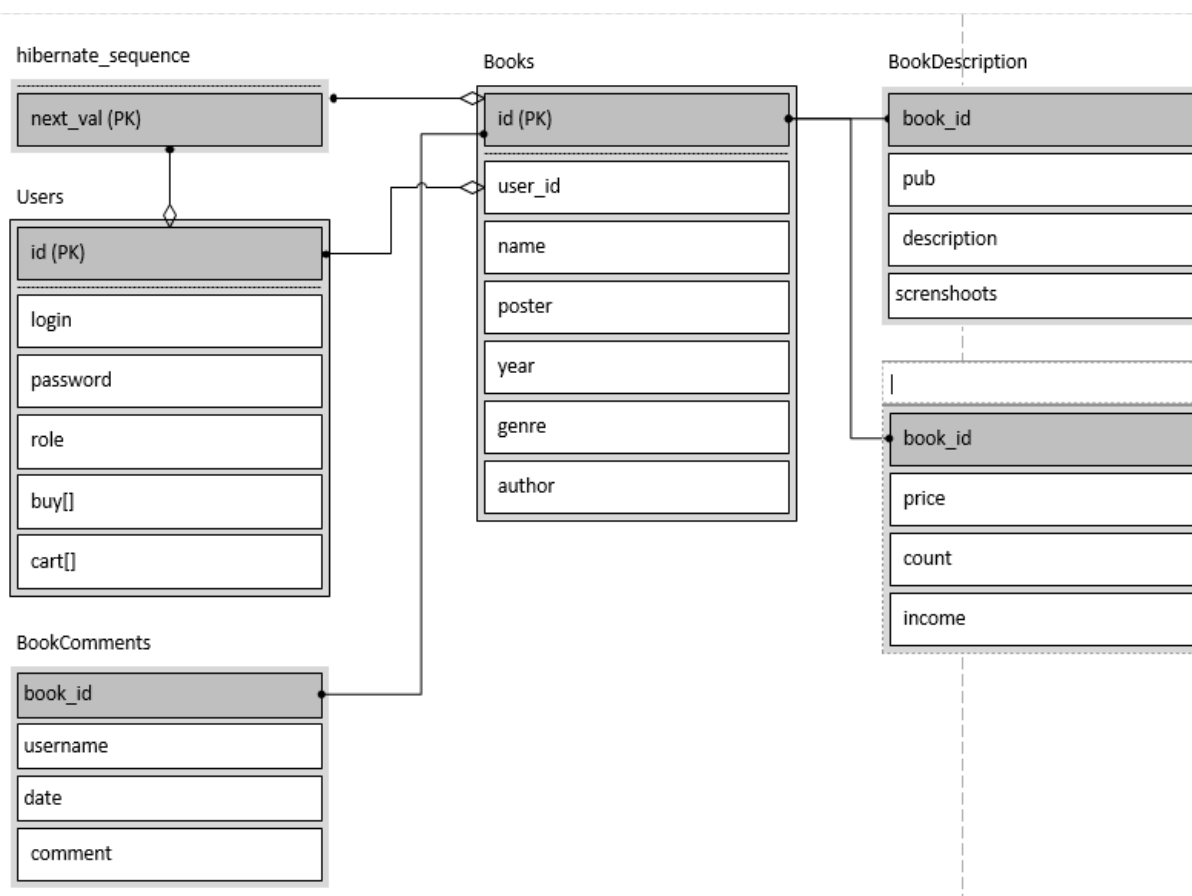 hibernate_sequence
next_val (PK)
Users
id (PK)
login
password
role
buy[]
cart[]
BookComments
book_id
username
date
comment
Books
id (PK)
user_id
name
poster
year
genre
author
BookDescription
book_id
pub
description
screnshoots
book_id
price
count
income